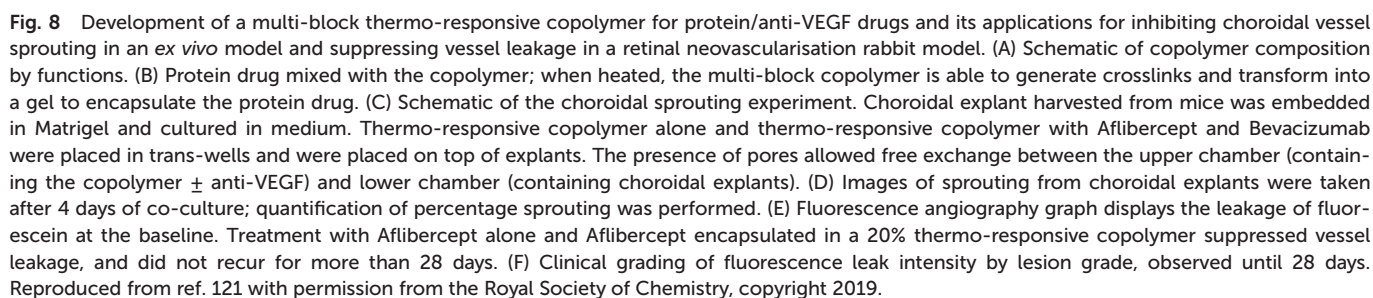 Fig. 8 Development of a multi-block thermo-responsive copolymer for protein/anti-VEGF drugs and its applications for inhibiting choroidal vessel
sprouting in an ex vivo model and suppressing vessel leakage in a retinal neovascularisation rabbit model. (A) Schematic of copolymer composition
by functions. (B) Protein drug mixed with the copolymer; when heated, the multi-block copolymer is able to generate crosslinks and transform into
a gel to encapsulate the protein drug. (C) Schematic of the choroidal sprouting experiment. Choroidal explant harvested from mice was embedded
in Matrigel and cultured in medium. Thermo-responsive copolymer alone and thermo-responsive copolymer with Aflibercept and Bevacizumab
were placed in trans-wells and were placed on top of explants. The presence of pores allowed free exchange between the upper chamber (contain-
ing the copolymer ± anti-VEGF) and lower chamber (containing choroidal explants). (D) Images of sprouting from choroidal explants were taken
after 4 days of co-culture; quantification of percentage sprouting was performed. (E) Fluorescence angiography graph displays the leakage of fluor-
escein at the baseline. Treatment with Aflibercept alone and Aflibercept encapsulated in a 20% thermo-responsive copolymer suppressed vessel
leakage, and did not recur for more than 28 days. (F) Clinical grading of fluorescence leak intensity by lesion grade, observed until 28 days.
Reproduced from ref. 121 with permission from the Royal Society of Chemistry, copyright 2019.